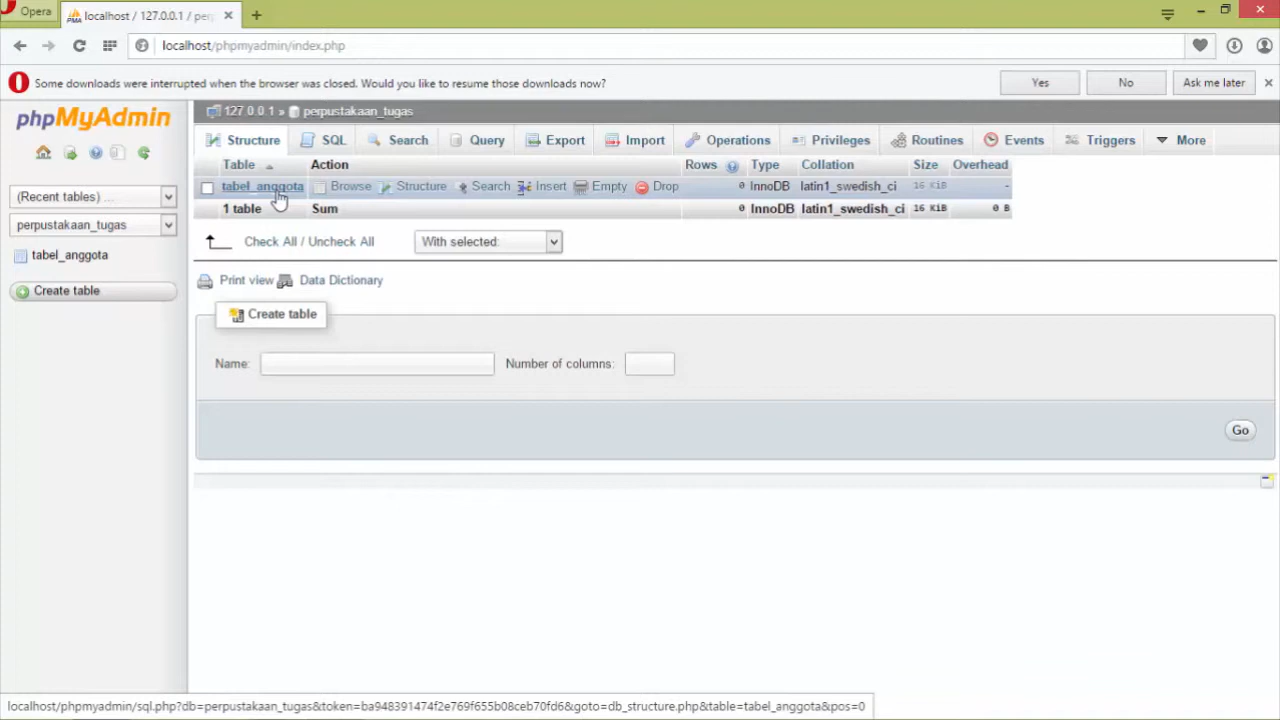 Opera
localhost / 127.0.0.1 / per
localhost/phpmyadmin/index.php
Some downloads were interrupted when the browser was closed. Would you like to resume those downloads now?
Yes
No
Ask me later
phpMyAdmin
127.0.0.1 » perpustakaan_tugas
Structure SQL Search Query Export Import Operations Privileges Routines Events Triggers More
Table Action Rows Type Collation Size Overhead
tabel_anggota Browse Structure Search Insert Empty Drop 0 InnoDB latin1_swedish_ci 16 KiB -
1 table Sum 0 InnoDB latin1_swedish_ci 16 KiB 0 B
(Recent tables) ...
perpustakaan_tugas
tabel_anggota
Create table
Check All / Uncheck All With selected:
Print view Data Dictionary
Create table
Name: Number of columns:
Go
localhost/phpmyadmin/sql.php?db=perpustakaan_tugas&token=ba948391474f2e769f655b08ceb70fd6&goto=db_structure.php&table=tabel_anggota&pos=0